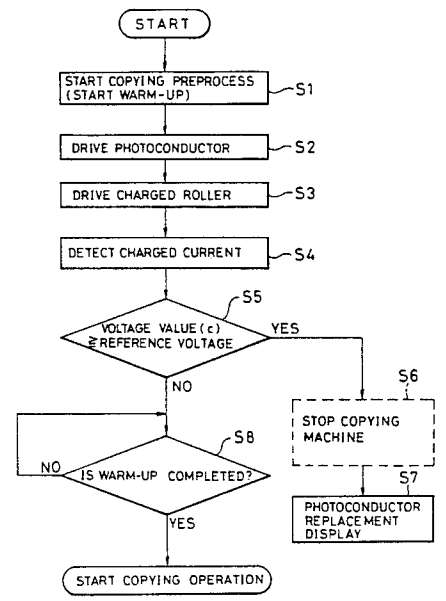 START
START COPYING PREPROCESS
(START WARM-UP)
S1
DRIVE PHOTOCONDUCTOR
S2
DRIVE CHARGED ROLLER
S3
DETECT CHARGED CURRENT
S4
S5
VOLTAGE VALUE (c)
≧REFERENCE VOLTAGE
YES
NO
S6
STOP COPYING
MACHINE
S8
NO
IS WARM-UP COMPLETED?
YES
S7
PHOTOCONDUCTOR
REPLACEMENT
DISPLAY
START COPYING OPERATION